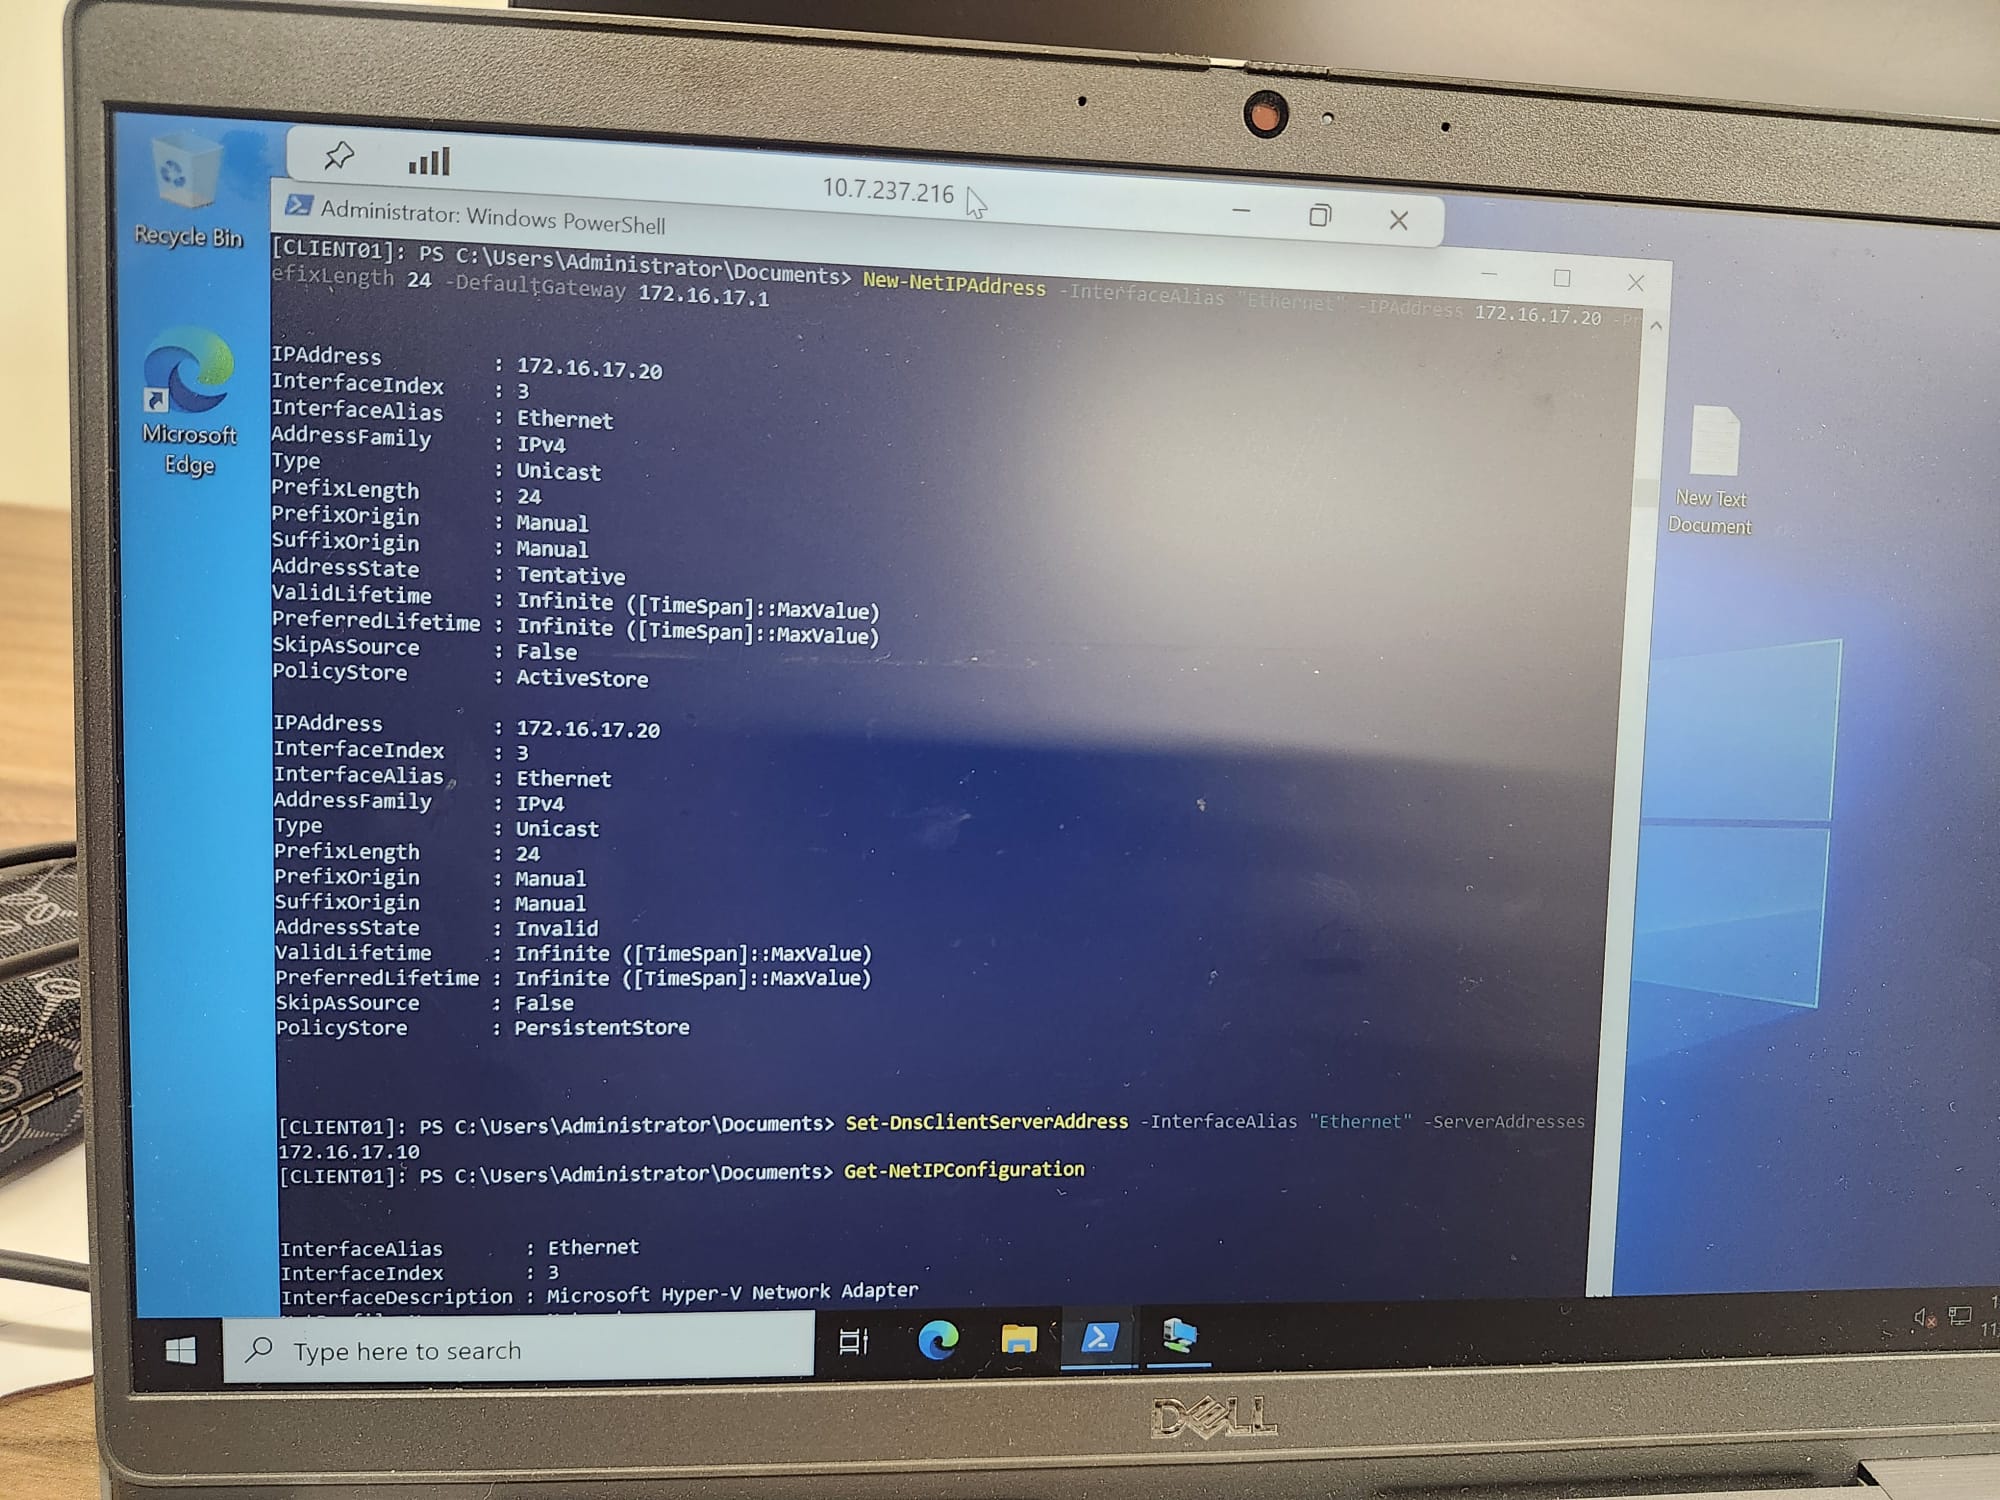 10.7.237.216
Recycle Bin
Administrator: Windows PowerShell
[CLIENT01]: PS C:\Users\Administrator\Documents> New-NetIPAddress -InterfaceAlias "Ethernet" -IPAddress 172.16.17.20 -Pr
efixLength 24 -DefaultGateway 172.16.17.1
IPAddress : 172.16.17.20
InterfaceIndex : 3
InterfaceAlias : Ethernet
AddressFamily : IPv4
Type : Unicast
PrefixLength : 24
PrefixOrigin : Manual
SuffixOrigin : Manual
AddressState : Tentative
ValidLifetime : Infinite ([TimeSpan]::MaxValue)
PreferredLifetime : Infinite ([TimeSpan]::MaxValue)
SkipAsSource : False
PolicyStore : ActiveStore
IPAddress : 172.16.17.20
InterfaceIndex : 3
InterfaceAlias : Ethernet
AddressFamily : IPv4
Type : Unicast
PrefixLength : 24
PrefixOrigin : Manual
SuffixOrigin : Manual
AddressState : Invalid
ValidLifetime : Infinite ([TimeSpan]::MaxValue)
PreferredLifetime : Infinite ([TimeSpan]::MaxValue)
SkipAsSource : False
PolicyStore : PersistentStore
[CLIENT01]: PS C:\Users\Administrator\Documents> Set-DnsClientServerAddress -InterfaceAlias "Ethernet" -ServerAddresses
172.16.17.10
[CLIENT01]: PS C:\Users\Administrator\Documents> Get-NetIPConfiguration
InterfaceAlias : Ethernet
InterfaceIndex : 3
InterfaceDescription : Microsoft Hyper-V Network Adapter
Microsoft
Edge
New Text
Document
Type here to search
DELL